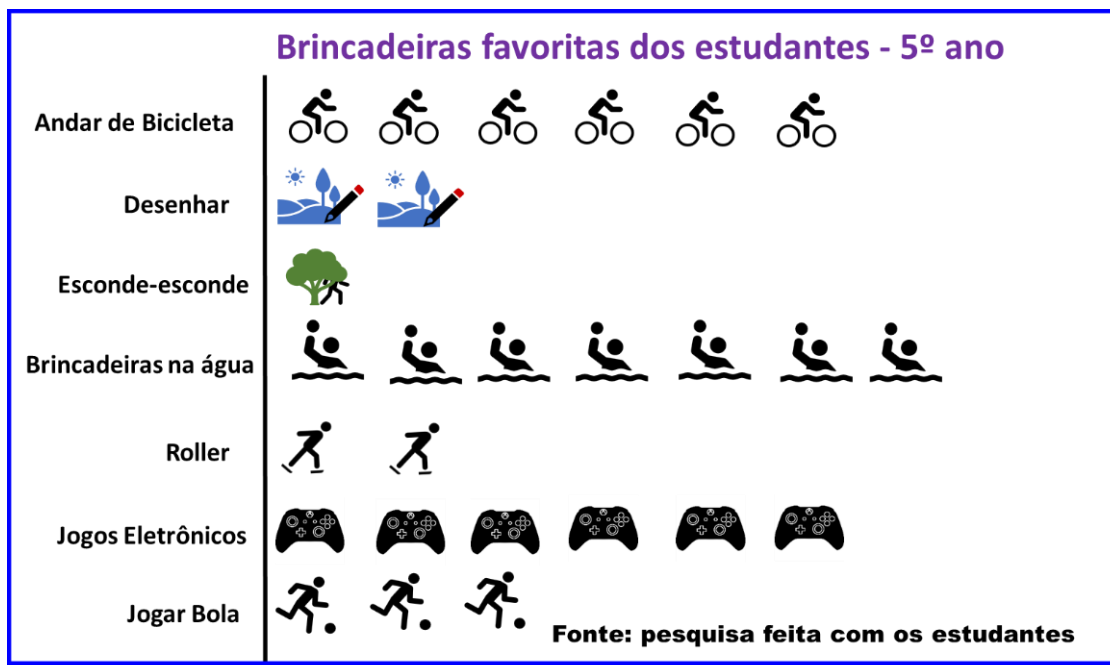 Brincadeiras favoritas dos estudantes - 5º ano
Andar de Bicicleta
Desenhar
Esconde-esconde
Brincadeiras na água
Roller
Jogos Eletrônicos
Jogar Bola
Fonte: pesquisa feita com os estudantes